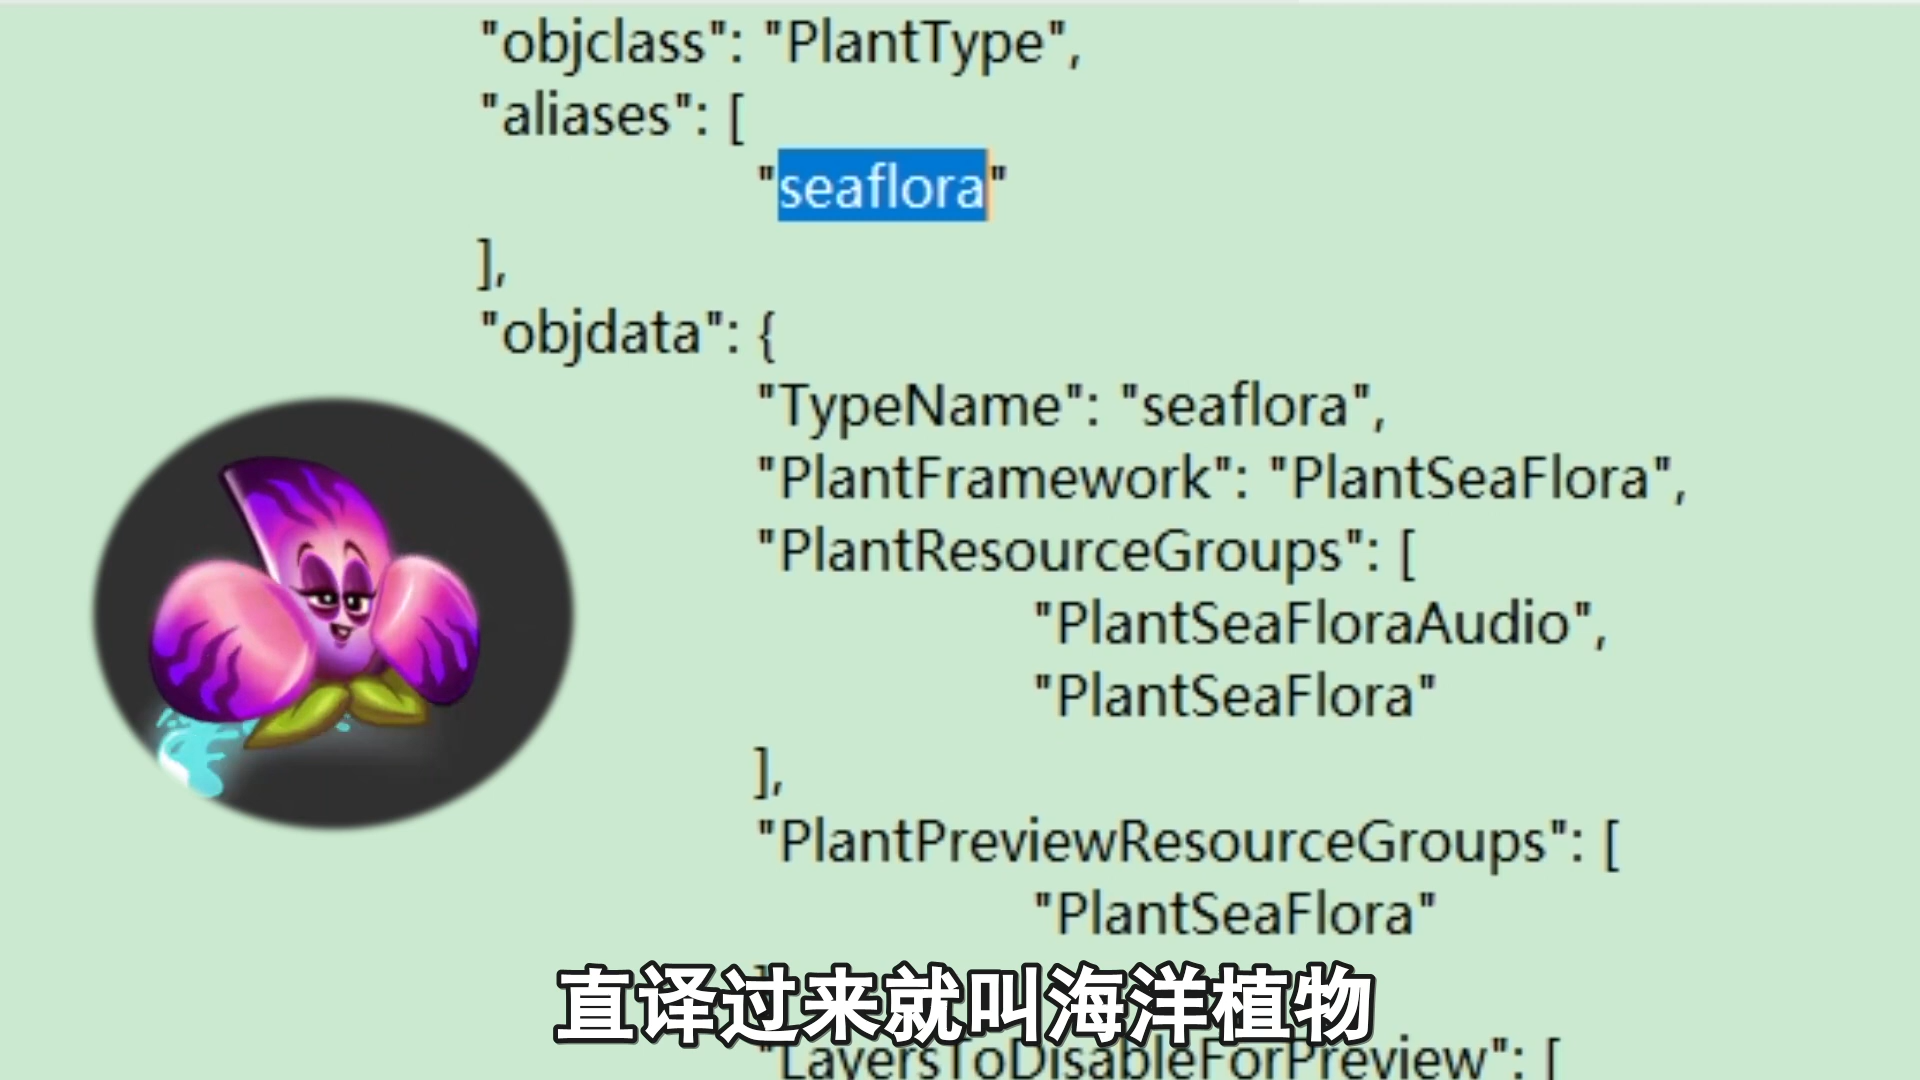 "objclass": "PlantType",
"aliases": [
"seaflora"
],
"objdata": {
"TypeName": "seaflora",
"PlantFramework": "PlantSeaFlora",
"PlantResourceGroups": [
"PlantSeaFloraAudio",
"PlantSeaFlora"
],
"PlantPreviewResourceGroups": [
"PlantSeaFlora"
直译过来就叫海洋植物
"LayersToDisableForPreview": [